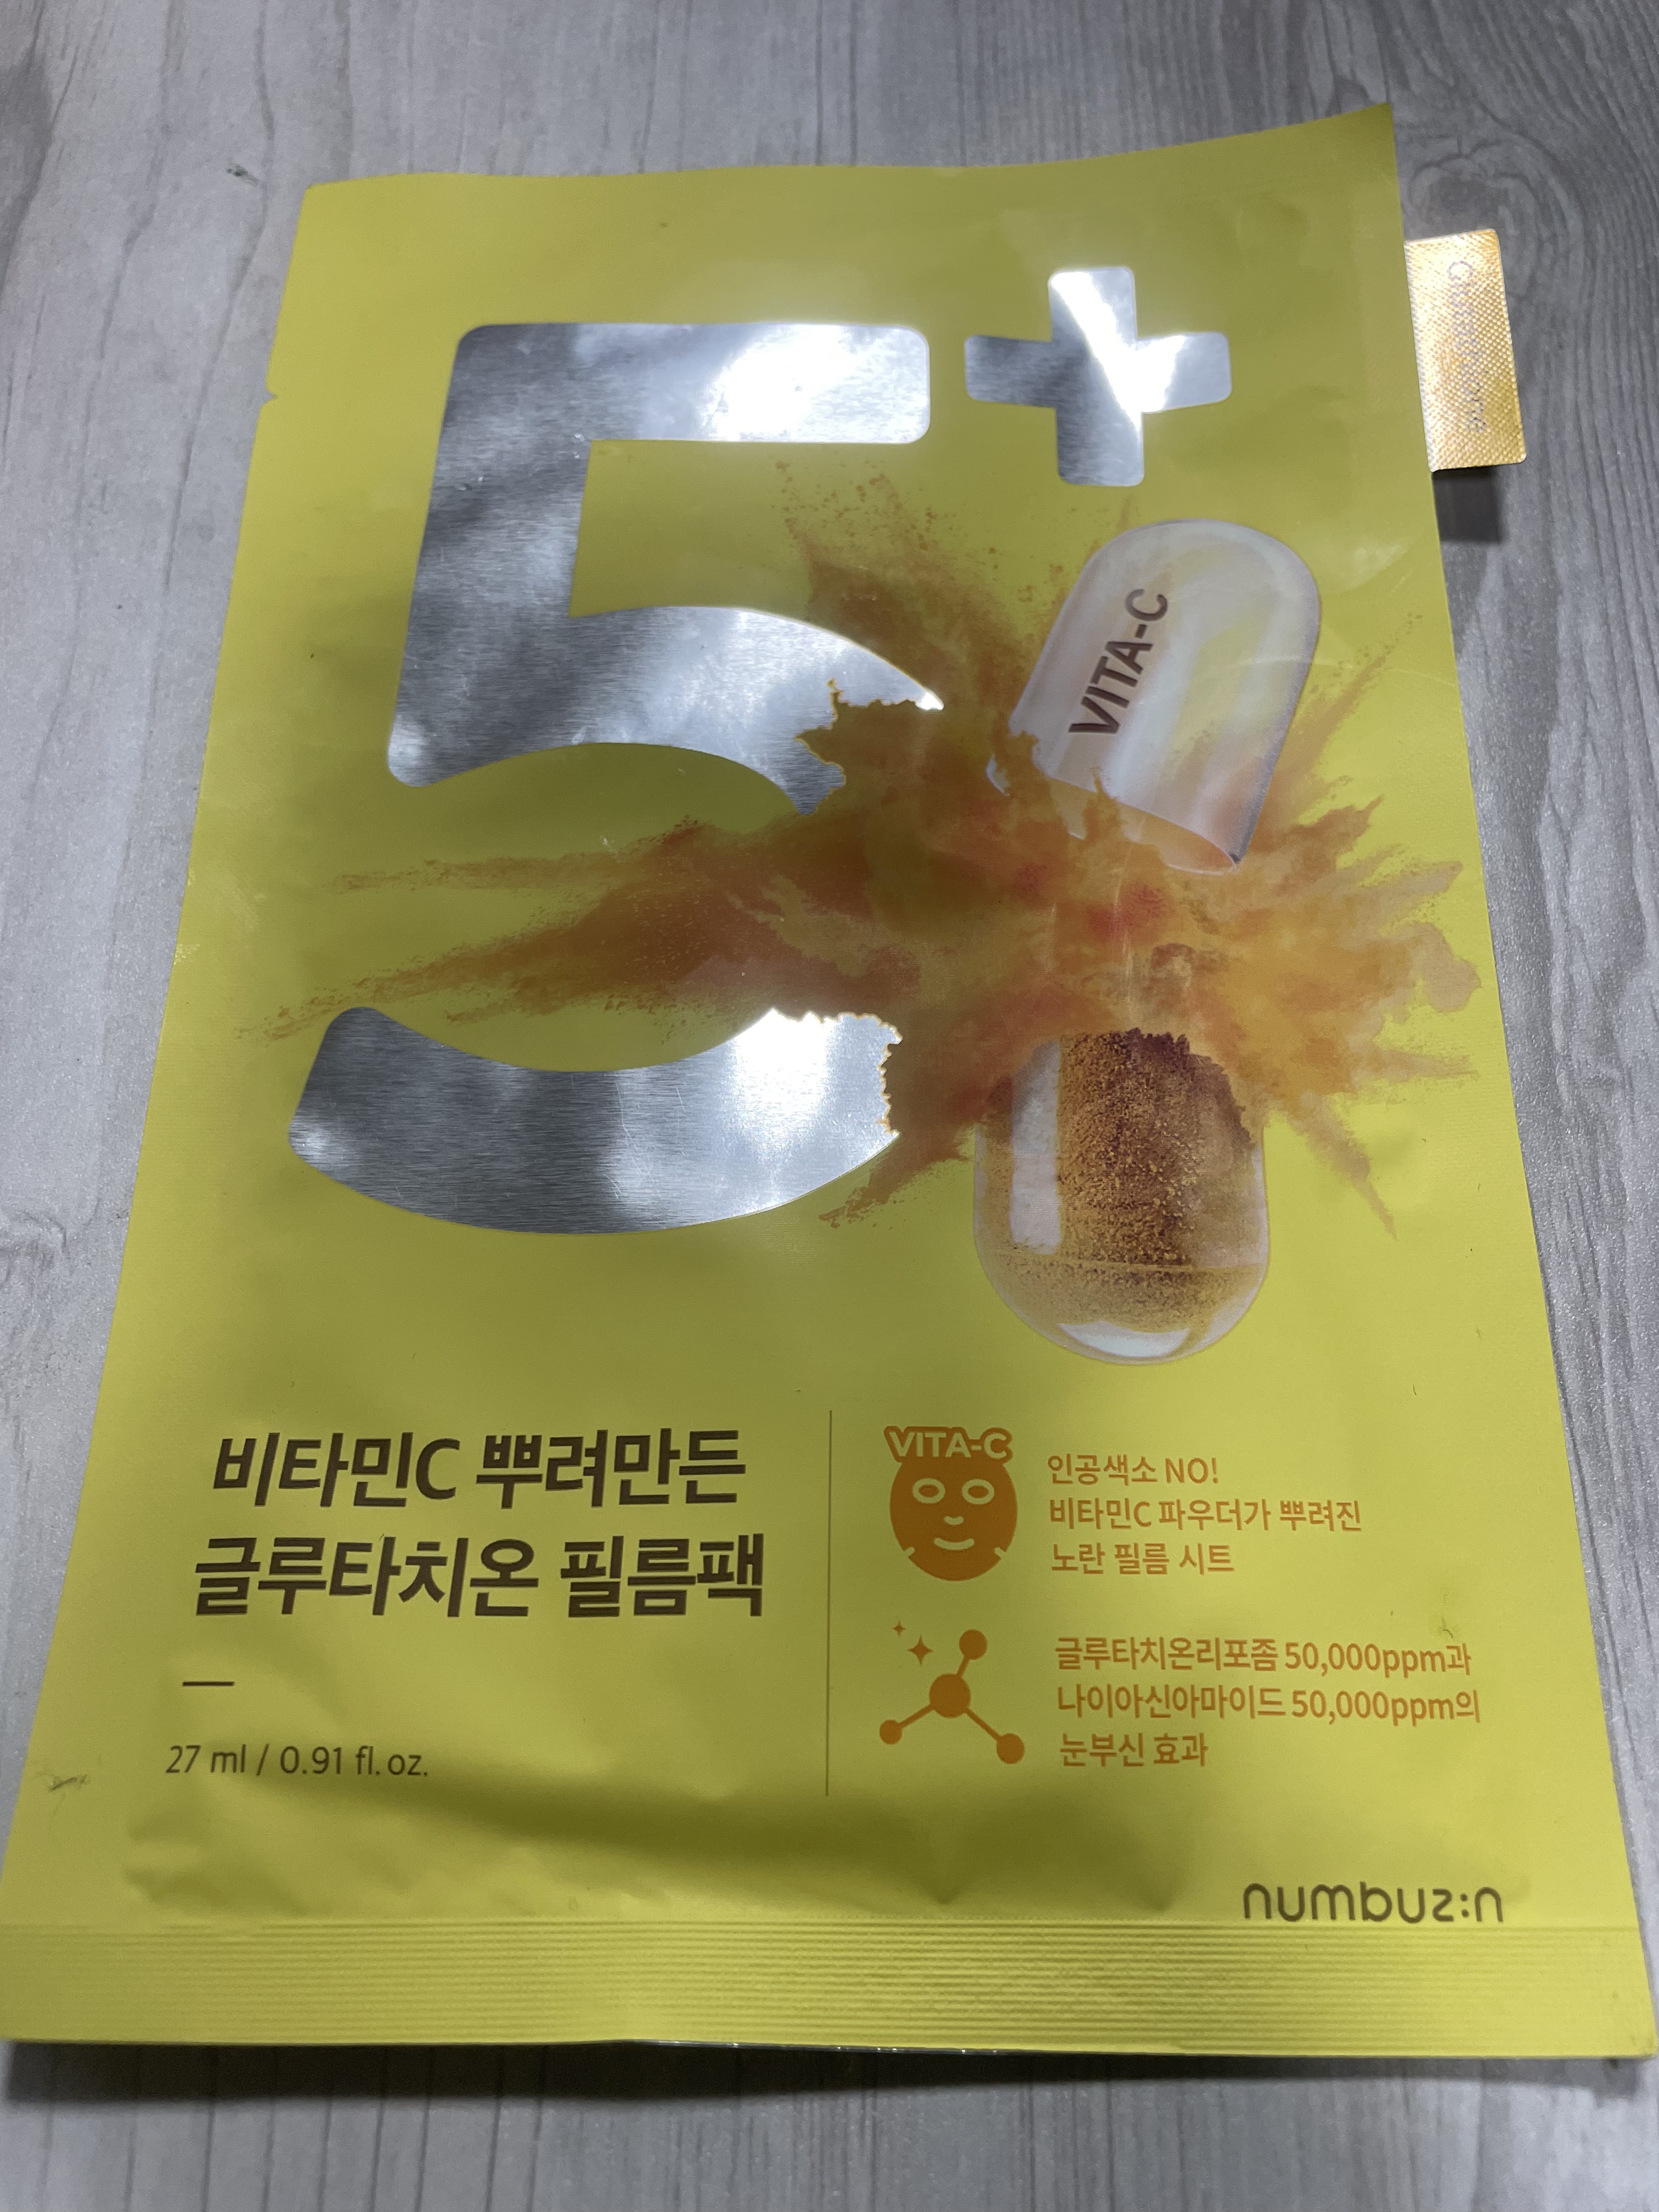 5+
VITA-C
비타민C 뿌려만든
글루타치온 필름팩
27 ml / 0.91 fl. oz.
VITA-C
인공색소 NO!
비타민C 파우더가 뿌려진
노란 필름 시트
글루타치온리포좀 50,000ppm과
나이아신아마이드 50,000ppm의
눈부신 효과
numbuz:n